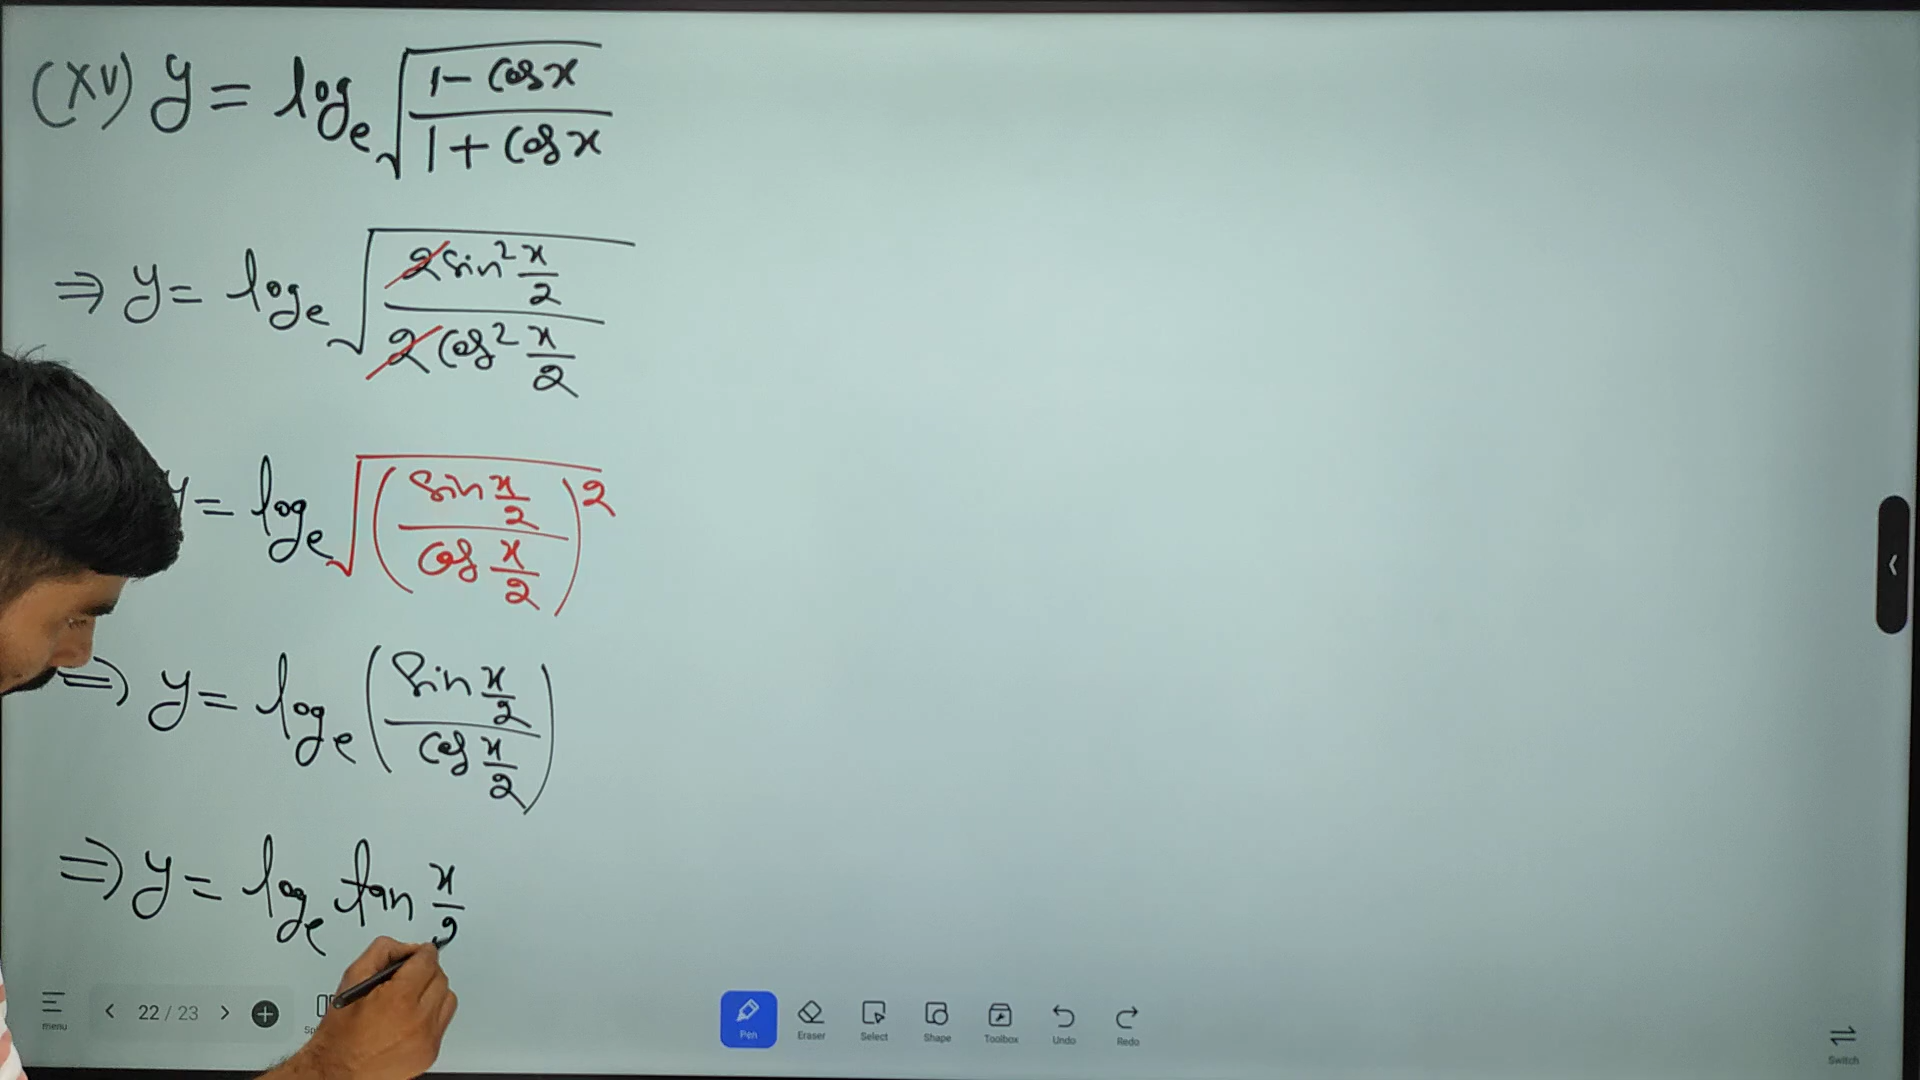 (XV) y = log_e √((1 - Cos x)/(1 + Cos x))
⇒ y = log_e √((2 sin² x/2)/(2 Cos² x/2))
y = log_e √((Sin x/2)/(Cos x/2))²
⇒ y = log_e ((Sin x/2)/(Cos x/2))
⇒ y = log_e tan x/2
menu
< 22 / 23 > +
Pen Eraser Select Shape Toolbox Undo Redo
Switch